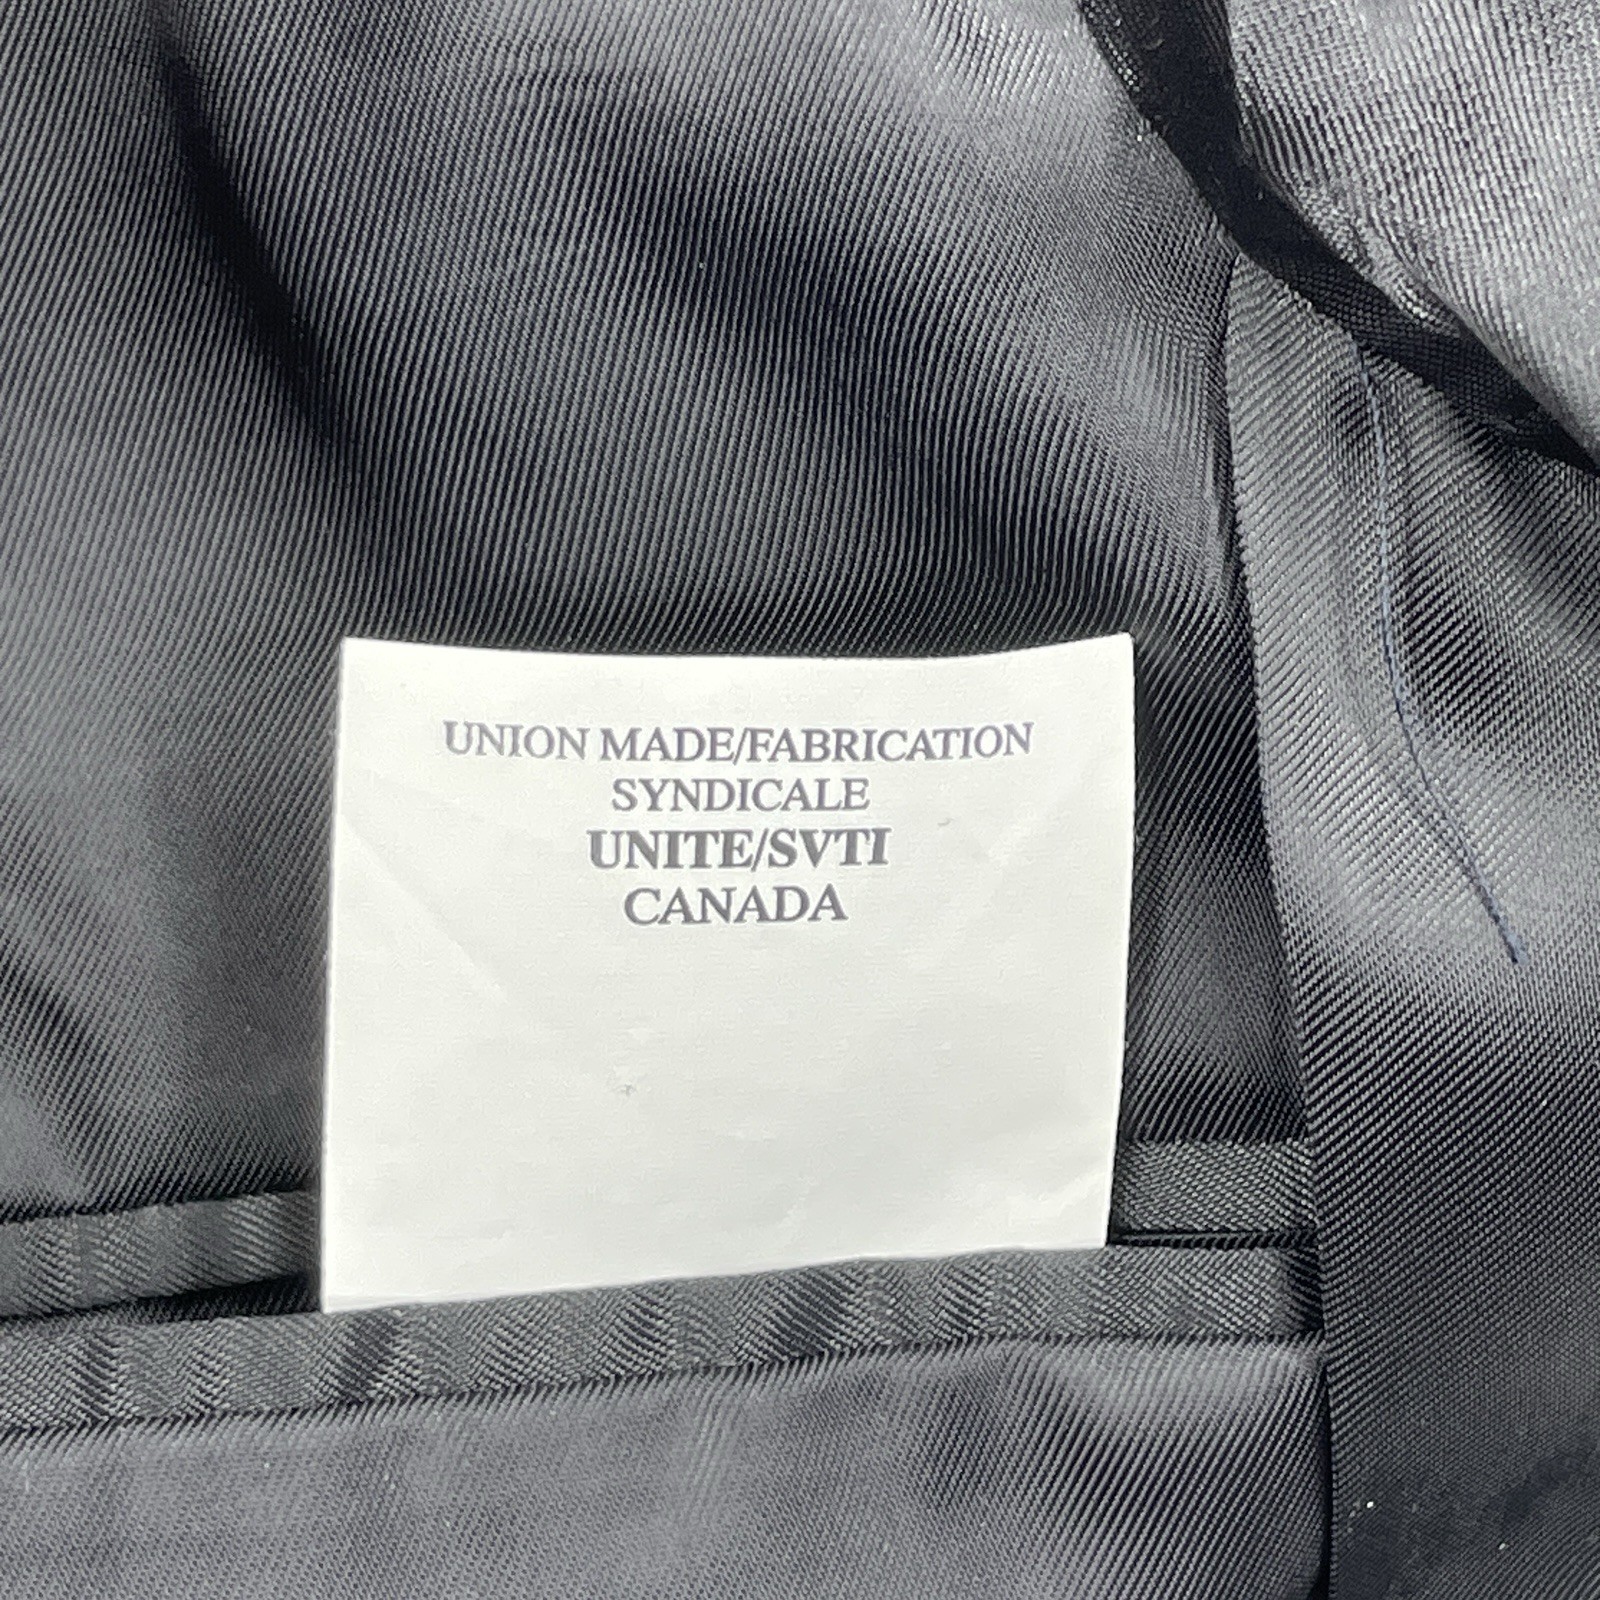 UNION MADE/FABRICATION
SYNDICALE
UNITE/SVTI
CANADA